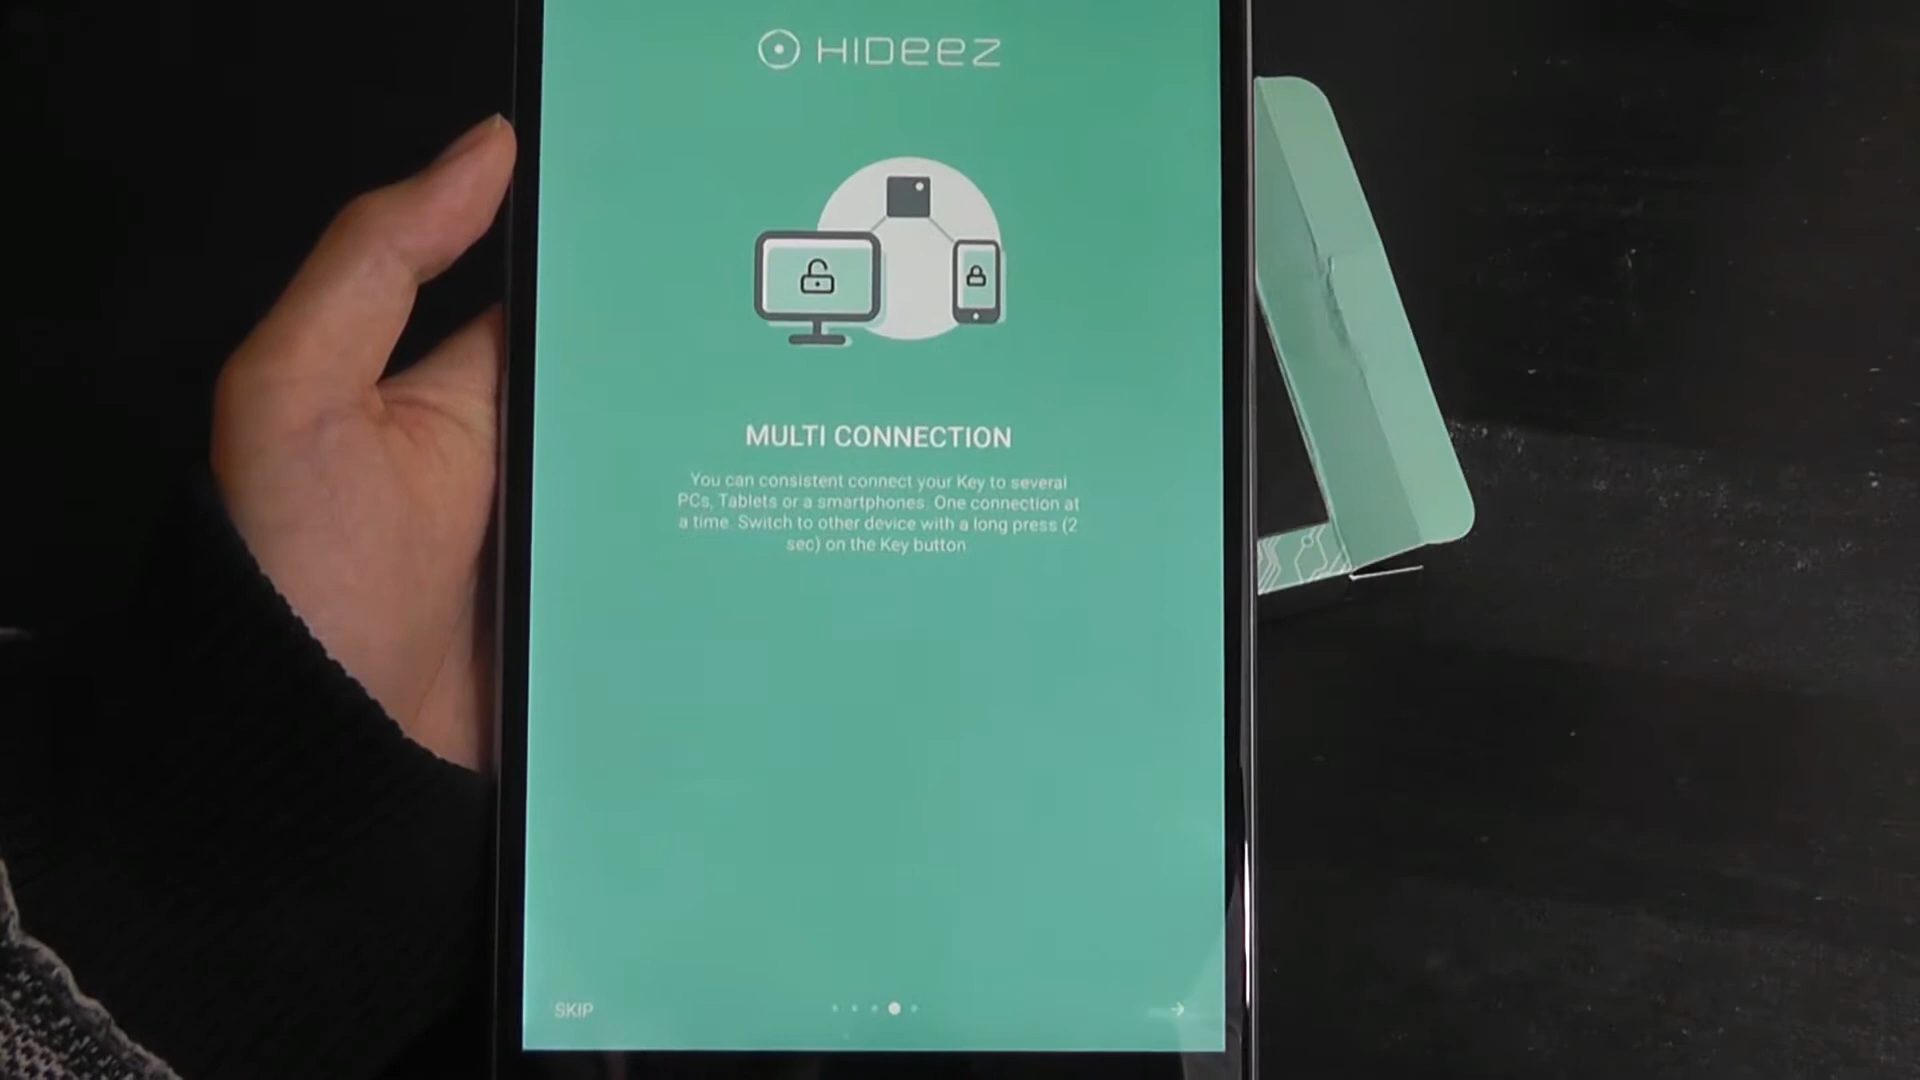 HIDEEZ
MULTI CONNECTION
You can consistent connect your Key to several
PCs, Tablets or a smartphones. One connection at
a time. Switch to other device with a long press (2
sec) on the Key button
SKIP